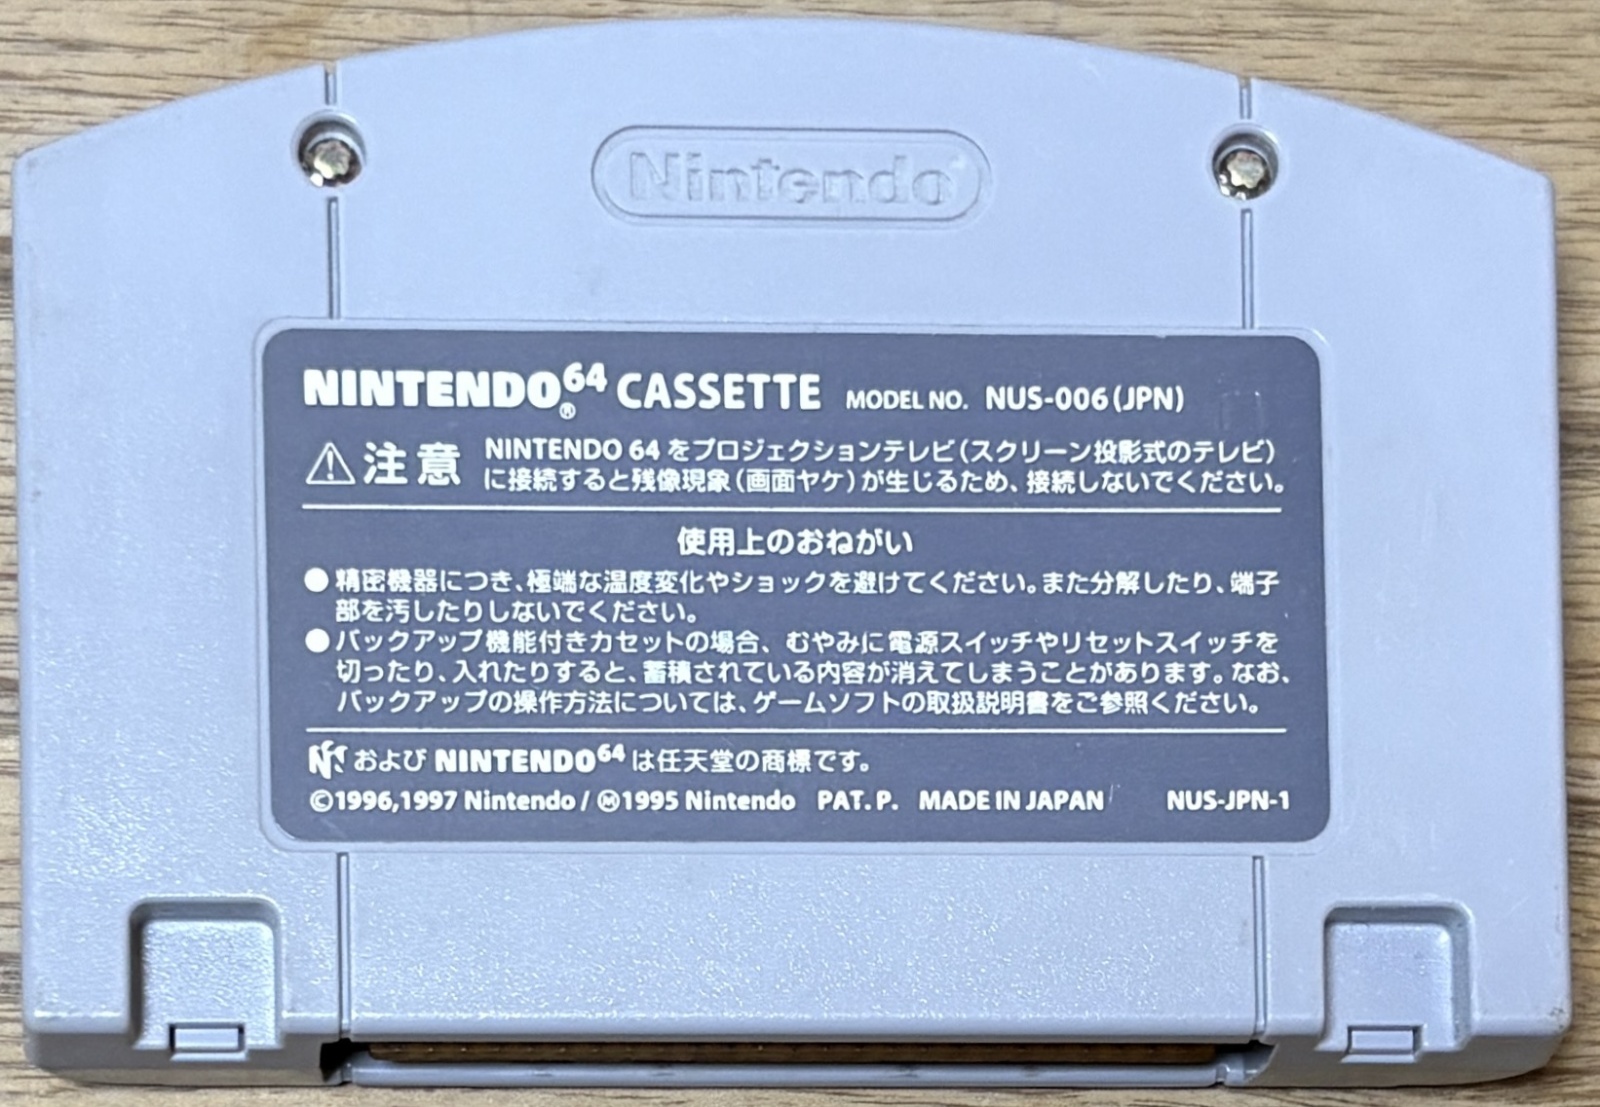 Nintendo
NINTENDO64® CASSETTE MODEL NO. NUS-006(JPN)
⚠注意 NINTENDO 64 をプロジェクションテレビ(スクリーン投影式のテレビ)
に接続すると残像現象(画面ヤケ)が生じるため、接続しないでください。
使用上のおねがい
●精密機器につき、極端な温度変化やショックを避けてください。また分解したり、端子
部を汚したりしないでください。
●バックアップ機能付きカセットの場合、むやみに電源スイッチやリセットスイッチを
切ったり、入れたりすると、蓄積されている内容が消えてしまうことがあります。なお、
バックアップの操作方法については、ゲームソフトの取扱説明書をご参照ください。
および NINTENDO64 は任天堂の商標です。
©1996,1997 Nintendo / Ⓜ1995 Nintendo PAT. P. MADE IN JAPAN NUS-JPN-1